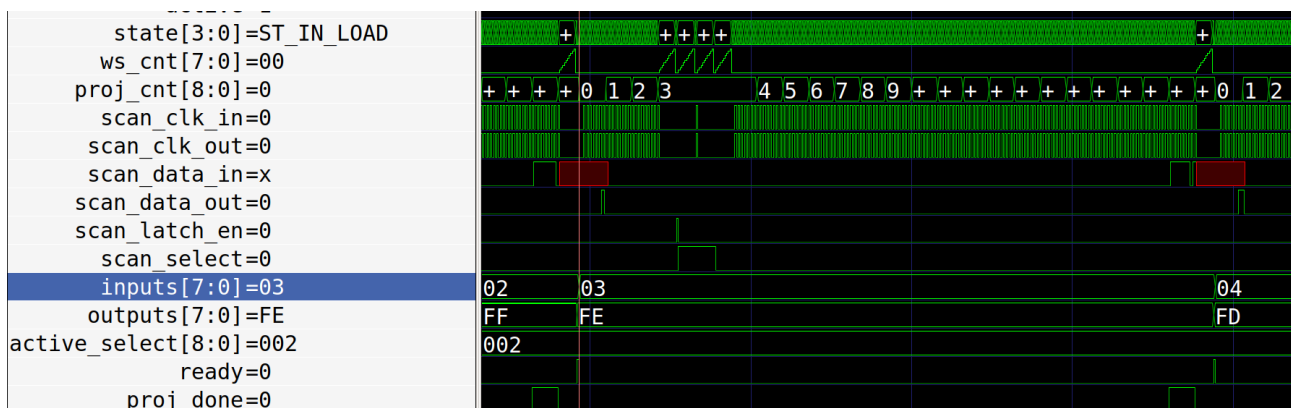 state[3:0]=ST_IN_LOAD + + + + + +
ws_cnt[7:0]=00
proj_cnt[8:0]=0 + + + + 0 1 2 3 4 5 6 7 8 9 + + + + + + + + + + + + 0 1 2
scan_clk_in=0
scan_clk_out=0
scan_data_in=x
scan_data_out=0
scan_latch_en=0
scan_select=0
inputs[7:0]=03 02 03 04
outputs[7:0]=FE FF FE FD
active_select[8:0]=002 002
ready=0
proj_done=0